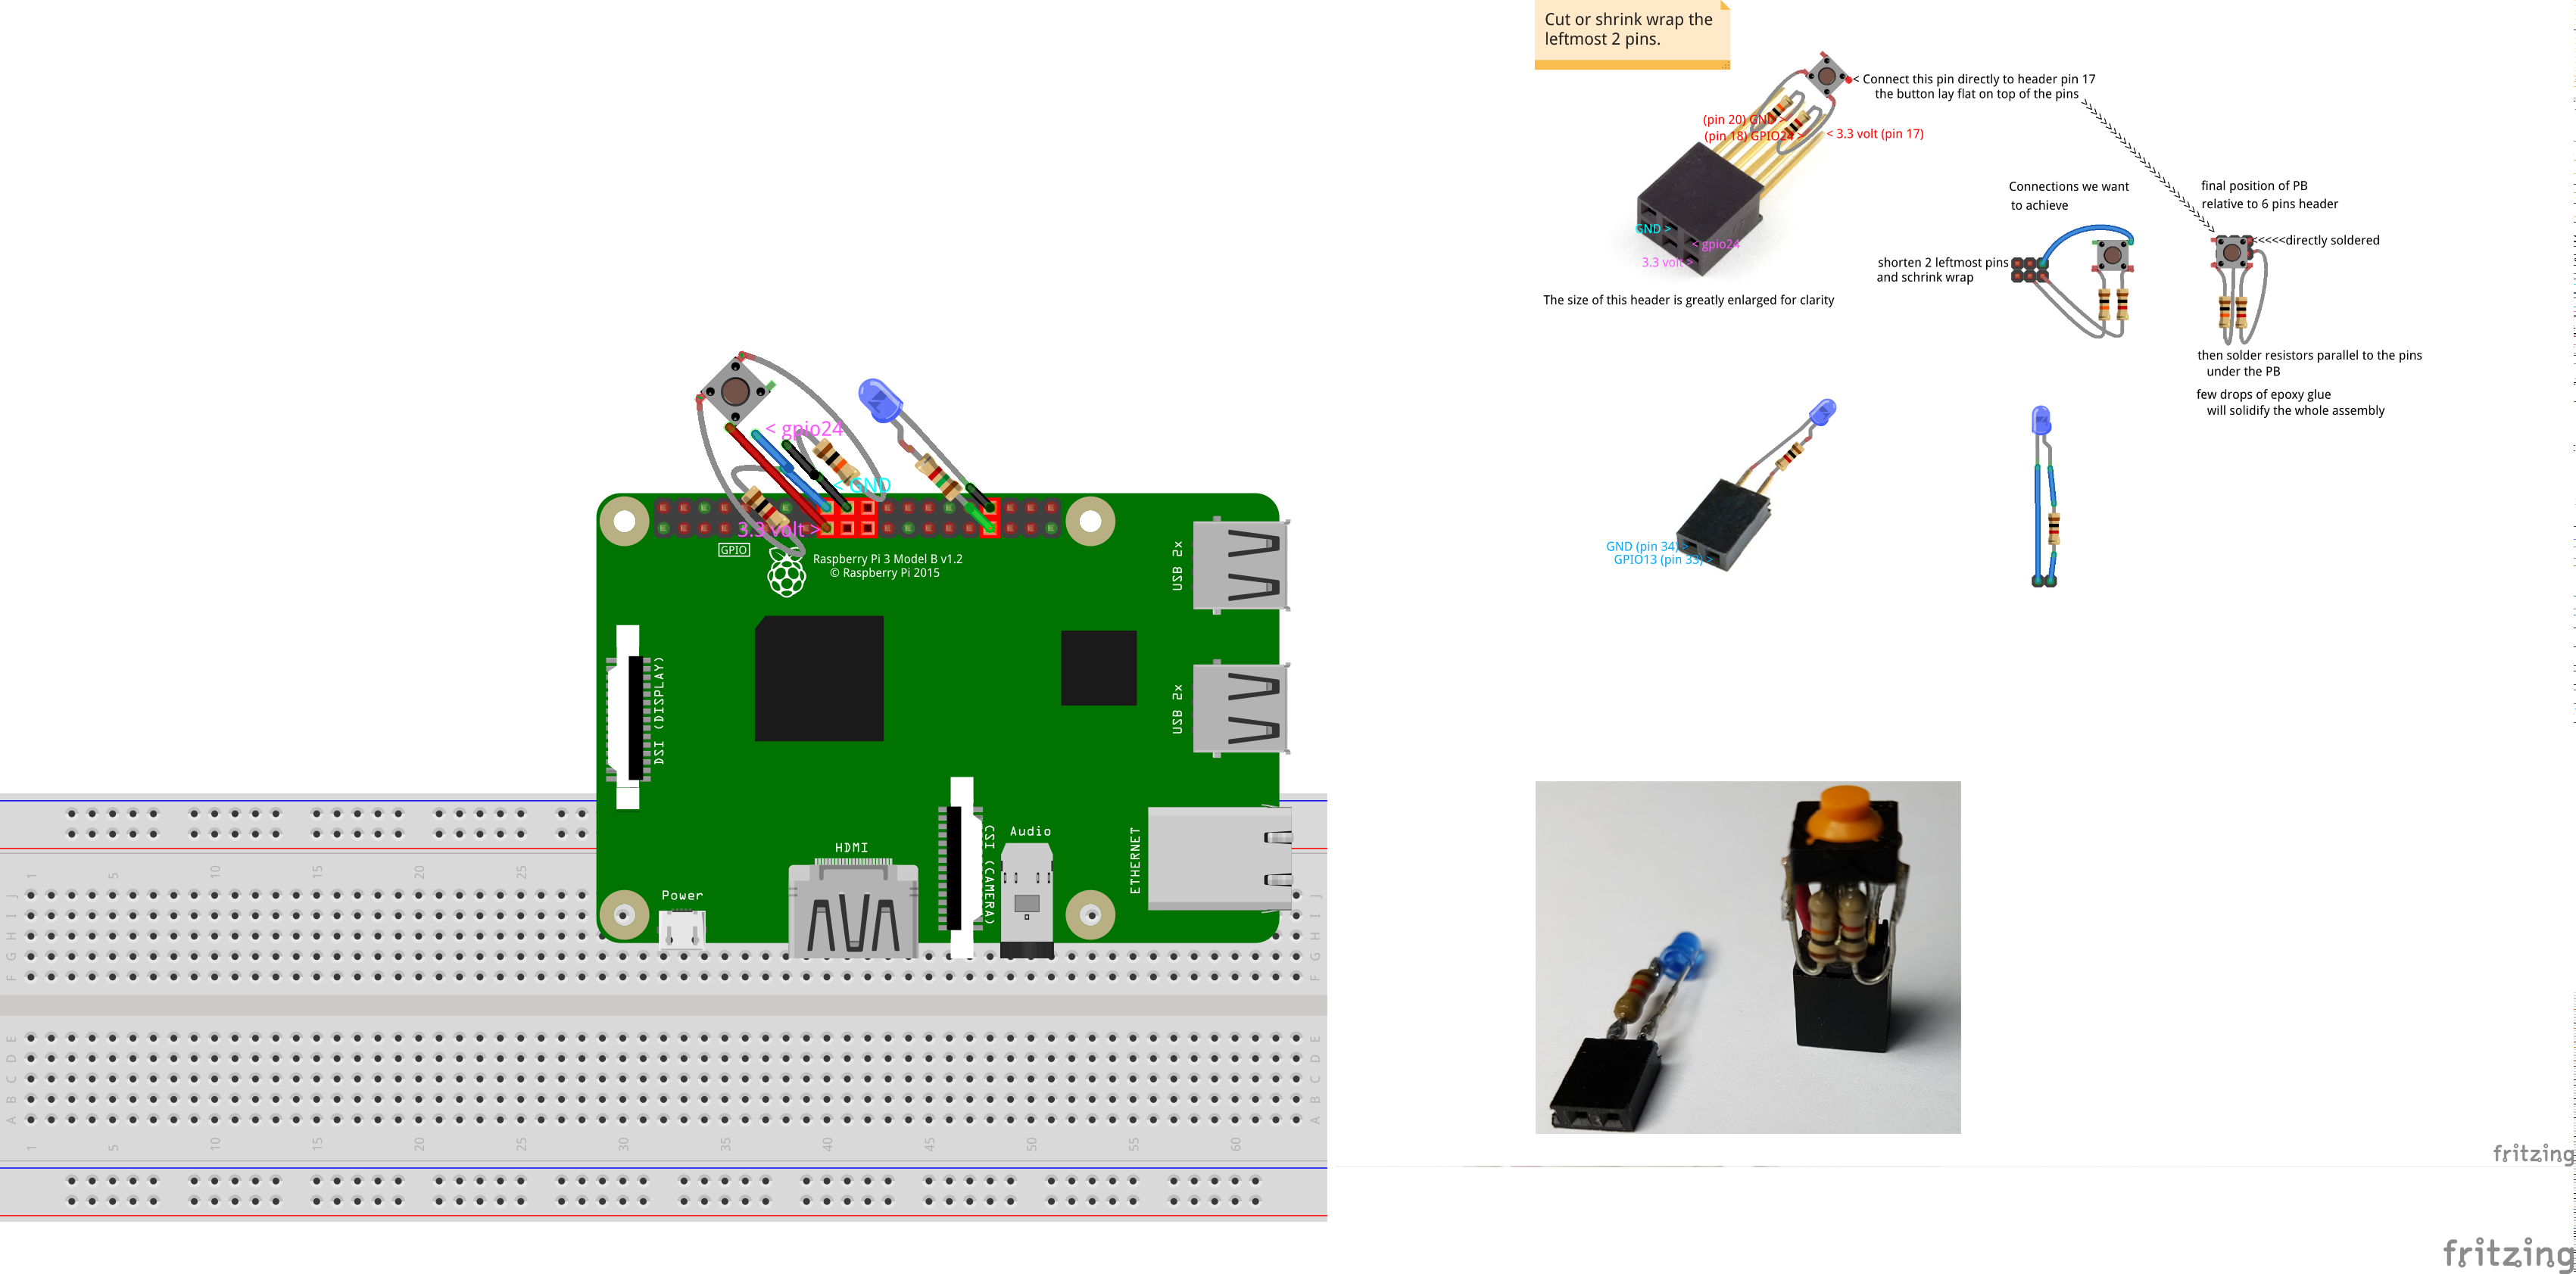 Cut or shrink wrap the
leftmost 2 pins.
< Connect this pin directly to header pin 17
the button lay flat on top of the pins
(pin 20) GND >
(pin 18) GPIO24 >
< 3.3 volt (pin 17)
GND >
< gpio24
3.3 volt >
The size of this header is greatly enlarged for clarity
Connections we want
to achieve
final position of PB
relative to 6 pins header
<<<<<directly soldered
shorten 2 leftmost pins
and schrink wrap
then solder resistors parallel to the pins
under the PB
few drops of epoxy glue
will solidify the whole assembly
< gpio24
< GND
3.3 volt >
GPIO
Raspberry Pi 3 Model B v1.2
© Raspberry Pi 2015
USB 2x
USB 2x
DSI (DISPLAY)
HDMI
CSI (CAMERA)
Audio
ETHERNET
Power
GND (pin 34) >
GPIO13 (pin 33) >
1 5 10 15 20 25
J I H G F
J I H G F
E D C B A
E D C B A
1 5 10 15 20 25 30 35 40 45 50 55 60
fritzing
fritzing